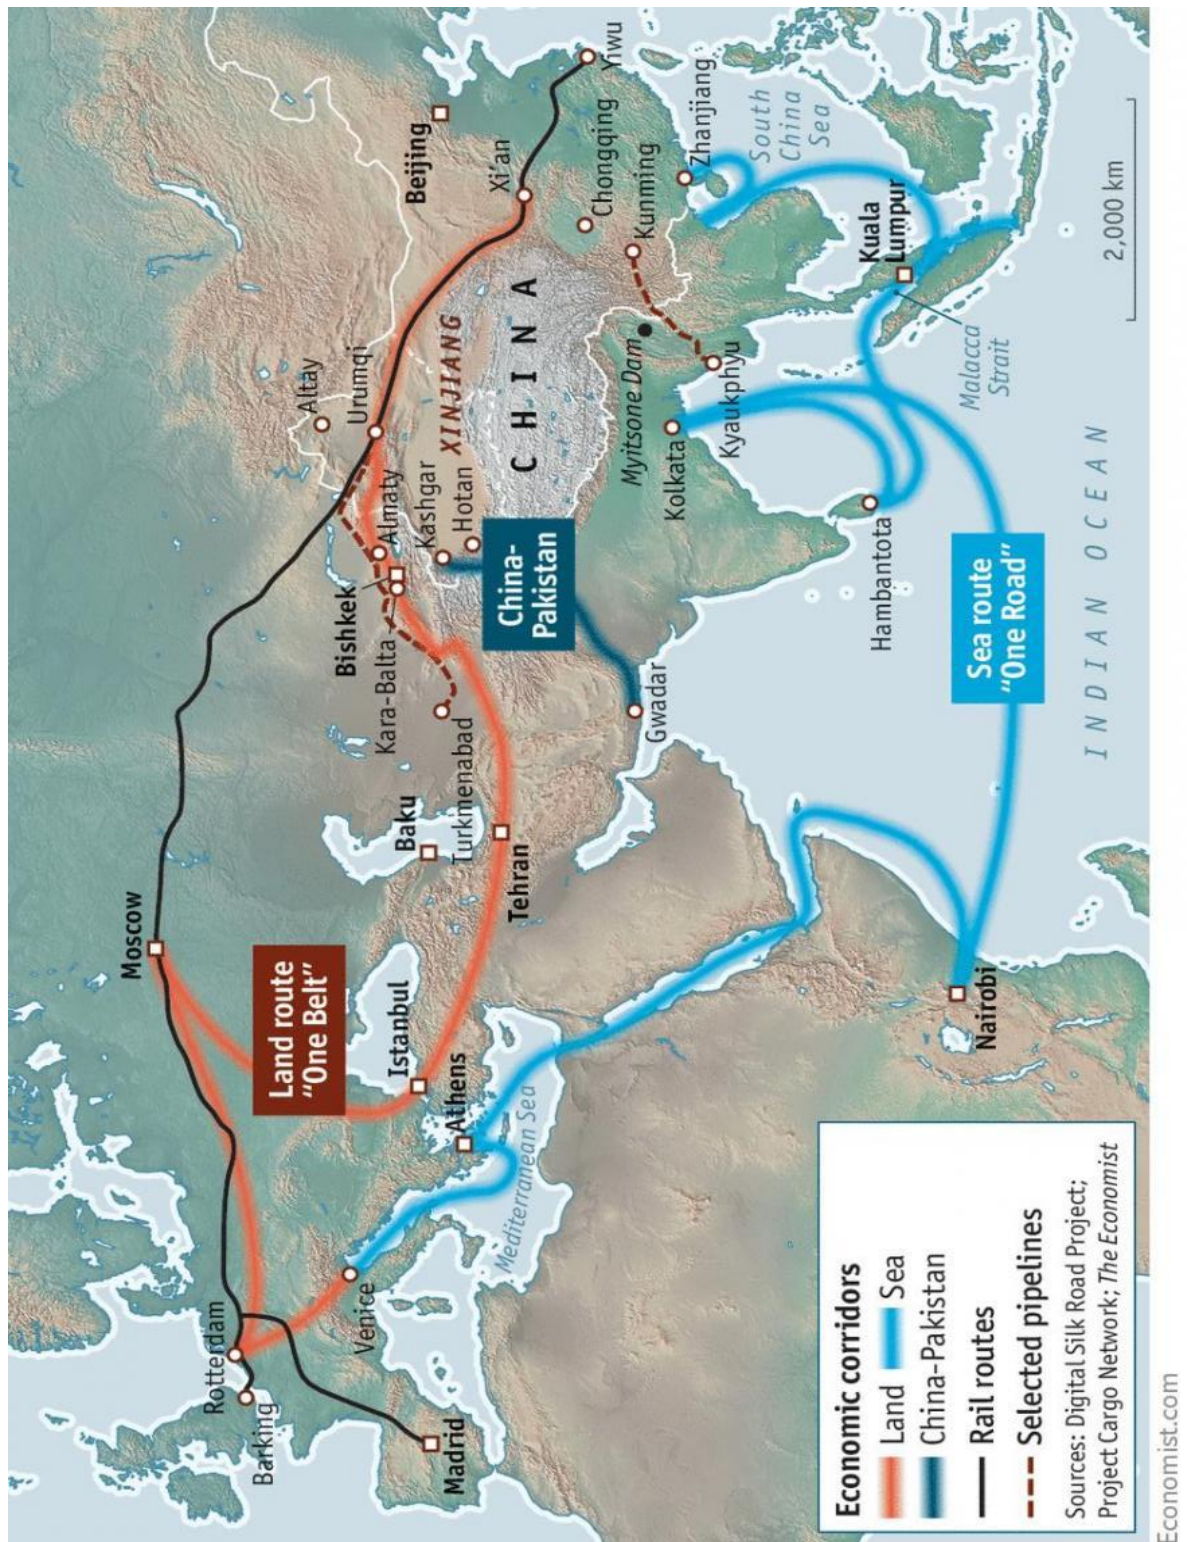 Moscow
Land route
"One Belt"
Rotterdam
Barking
Madrid
Venice
Istanbul
Athens
Mediterranean Sea
Baku
Turkmenabad
Tehran
Bishkek
Kara-Balta
Almaty
Kashgar
Hotan
Altay
Urumqi
XINJIANG
CHINA
Xi'an
Beijing
Yiwu
Chongqing
Kunming
Zhanjiang
South
China
Sea
Myitsone Dam
Kolkata
Kyaukphyu
China-
Pakistan
Gwadar
Hambantota
Kuala
Lumpur
Malacca
Strait
Nairobi
Sea route
"One Road"
INDIAN OCEAN
2,000 km
Economic corridors
Land
Sea
China-Pakistan
Rail routes
Selected pipelines
Sources: Digital Silk Road Project;
Project Cargo Network; The Economist
Economist.com